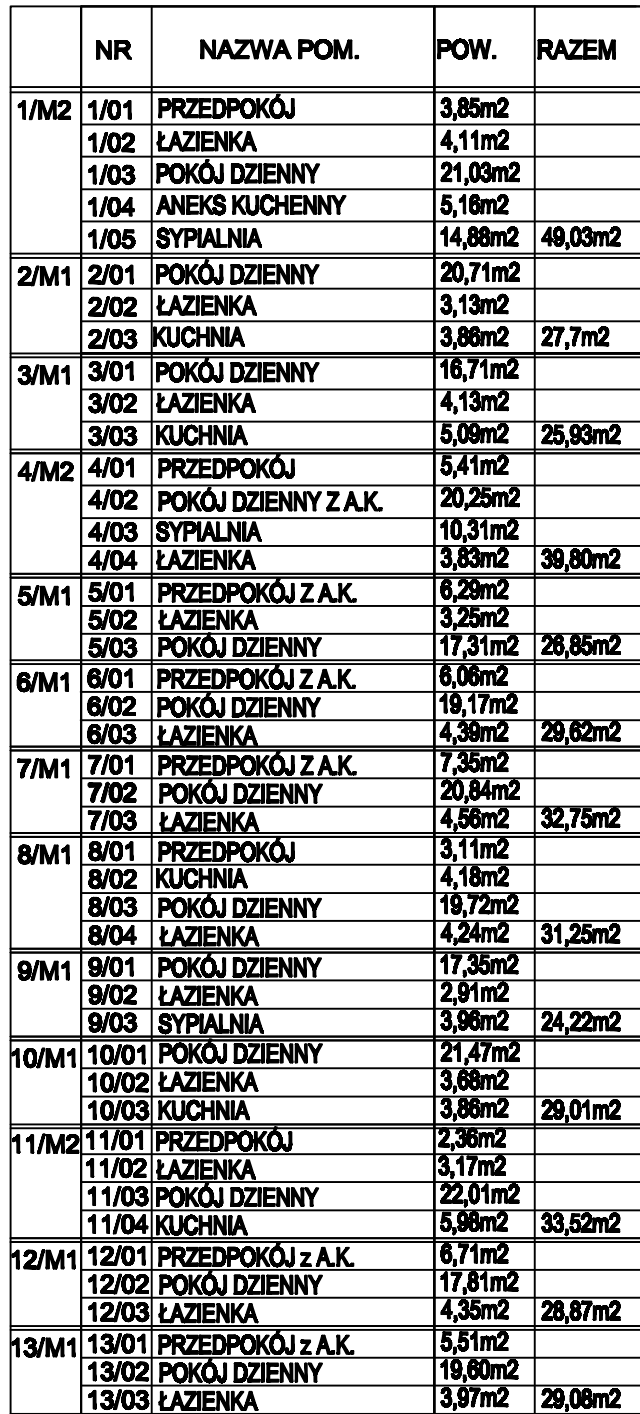 NR NAZWA POM. POW. RAZEM
1/M2 1/01 PRZEDPOKÓJ 3,85m2
1/02 ŁAZIENKA 4,11m2
1/03 POKÓJ DZIENNY 21,03m2
1/04 ANEKS KUCHENNY 5,16m2
1/05 SYPIALNIA 14,88m2 49,03m2
2/M1 2/01 POKÓJ DZIENNY 20,71m2
2/02 ŁAZIENKA 3,13m2
2/03 KUCHNIA 3,86m2 27,7m2
3/M1 3/01 POKÓJ DZIENNY 16,71m2
3/02 ŁAZIENKA 4,13m2
3/03 KUCHNIA 5,09m2 25,93m2
4/M2 4/01 PRZEDPOKÓJ 5,41m2
4/02 POKÓJ DZIENNY Z A.K. 20,25m2
4/03 SYPIALNIA 10,31m2
4/04 ŁAZIENKA 3,83m2 39,80m2
5/M1 5/01 PRZEDPOKÓJ Z A.K. 6,29m2
5/02 ŁAZIENKA 3,25m2
5/03 POKÓJ DZIENNY 17,31m2 26,85m2
6/M1 6/01 PRZEDPOKÓJ Z A.K. 6,06m2
6/02 POKÓJ DZIENNY 19,17m2
6/03 ŁAZIENKA 4,39m2 29,62m2
7/M1 7/01 PRZEDPOKÓJ Z A.K. 7,35m2
7/02 POKÓJ DZIENNY 20,84m2
7/03 ŁAZIENKA 4,56m2 32,75m2
8/M1 8/01 PRZEDPOKÓJ 3,11m2
8/02 KUCHNIA 4,18m2
8/03 POKÓJ DZIENNY 19,72m2
8/04 ŁAZIENKA 4,24m2 31,25m2
9/M1 9/01 POKÓJ DZIENNY 17,35m2
9/02 ŁAZIENKA 2,91m2
9/03 SYPIALNIA 3,96m2 24,22m2
10/M1 10/01 POKÓJ DZIENNY 21,47m2
10/02 ŁAZIENKA 3,68m2
10/03 KUCHNIA 3,86m2 29,01m2
11/M2 11/01 PRZEDPOKÓJ 2,36m2
11/02 ŁAZIENKA 3,17m2
11/03 POKÓJ DZIENNY 22,01m2
11/04 KUCHNIA 5,98m2 33,52m2
12/M1 12/01 PRZEDPOKÓJ z A.K. 6,71m2
12/02 POKÓJ DZIENNY 17,81m2
12/03 ŁAZIENKA 4,35m2 28,87m2
13/M1 13/01 PRZEDPOKÓJ z A.K. 5,51m2
13/02 POKÓJ DZIENNY 19,60m2
13/03 ŁAZIENKA 3,97m2 29,08m2